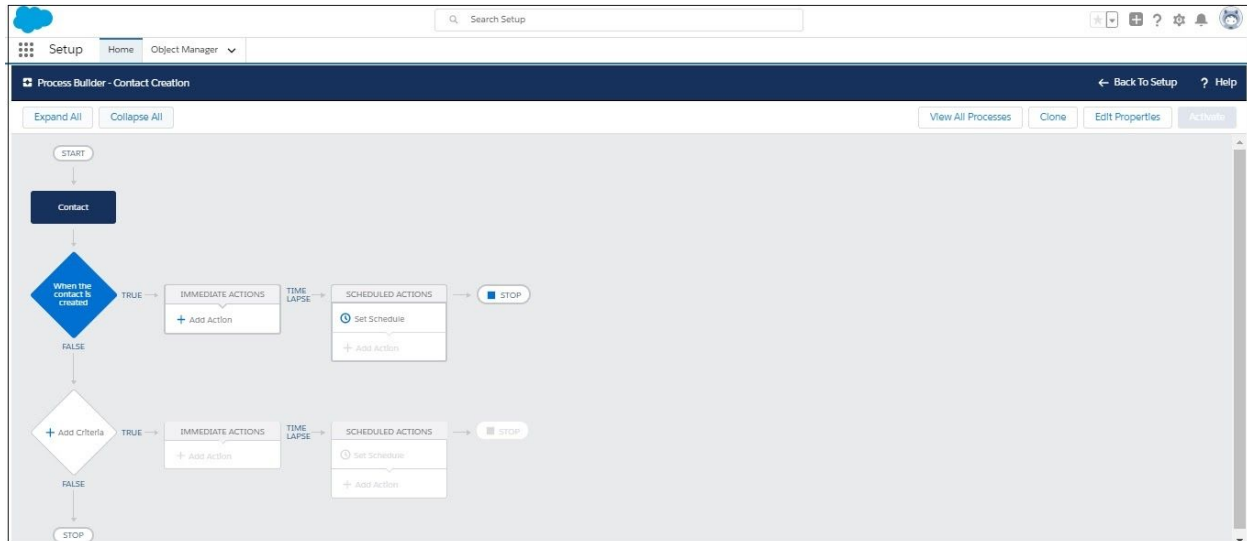 Search Setup
Setup Home Object Manager
Process Builder - Contact Creation
Back To Setup ? Help
Expand All Collapse All View All Processes Clone Edit Properties Activate
START
Contact
When the
contact is
created
TRUE
IMMEDIATE ACTIONS
+ Add Action
TIME
LAPSE
SCHEDULED ACTIONS
Set Schedule
+ Add Action
STOP
FALSE
+ Add Criteria
TRUE
IMMEDIATE ACTIONS
+ Add Action
TIME
LAPSE
SCHEDULED ACTIONS
Set Schedule
+ Add Action
STOP
FALSE
STOP